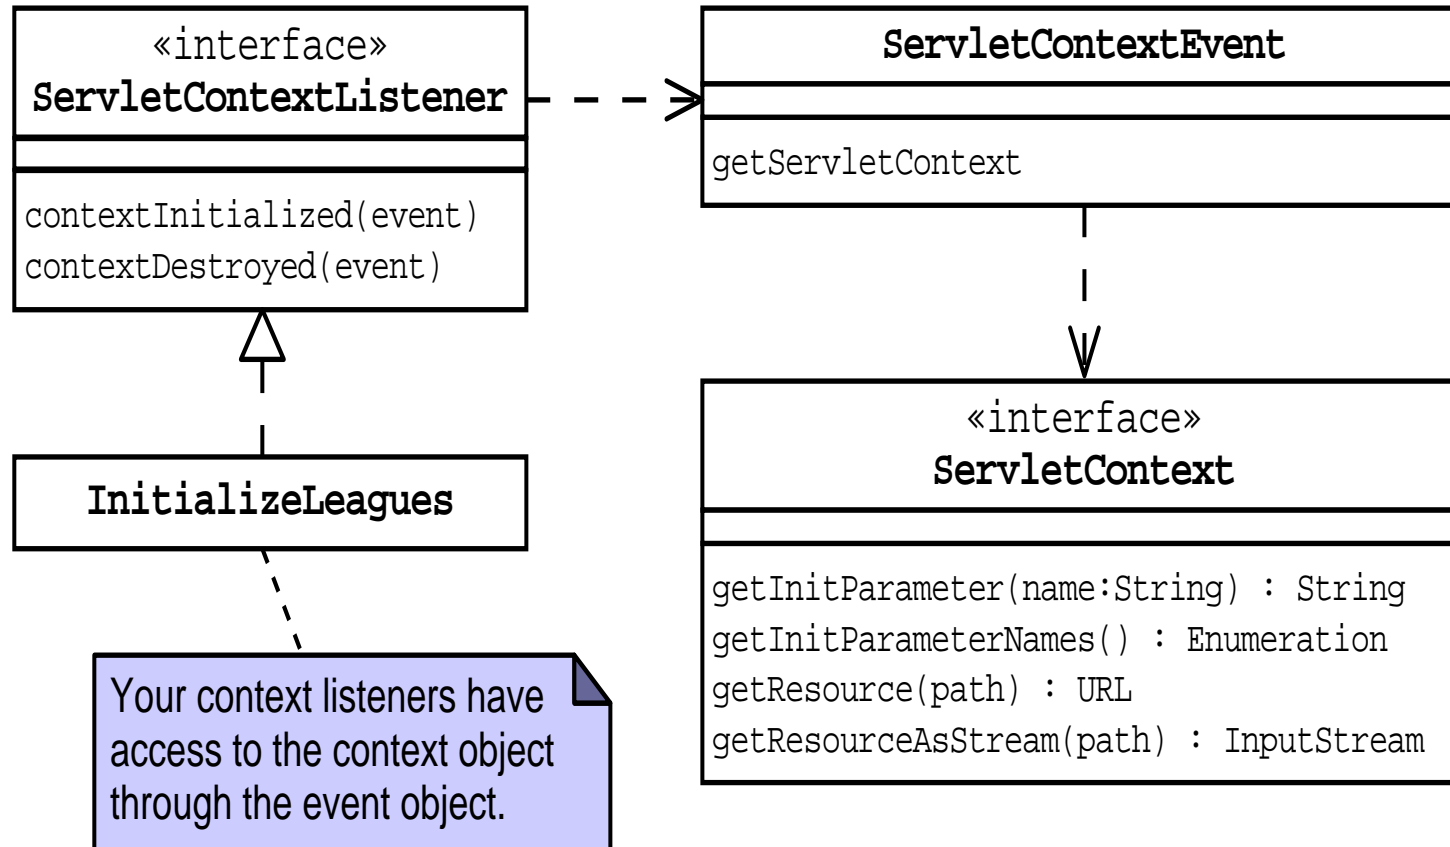 «interface»
ServletContextListener
contextInitialized(event)
contextDestroyed(event)
ServletContextEvent
getServletContext
InitializeLeagues
«interface»
ServletContext
getInitParameter(name:String) : String
getInitParameterNames() : Enumeration
getResource(path) : URL
getResourceAsStream(path) : InputStream
Your context listeners have
access to the context object
through the event object.